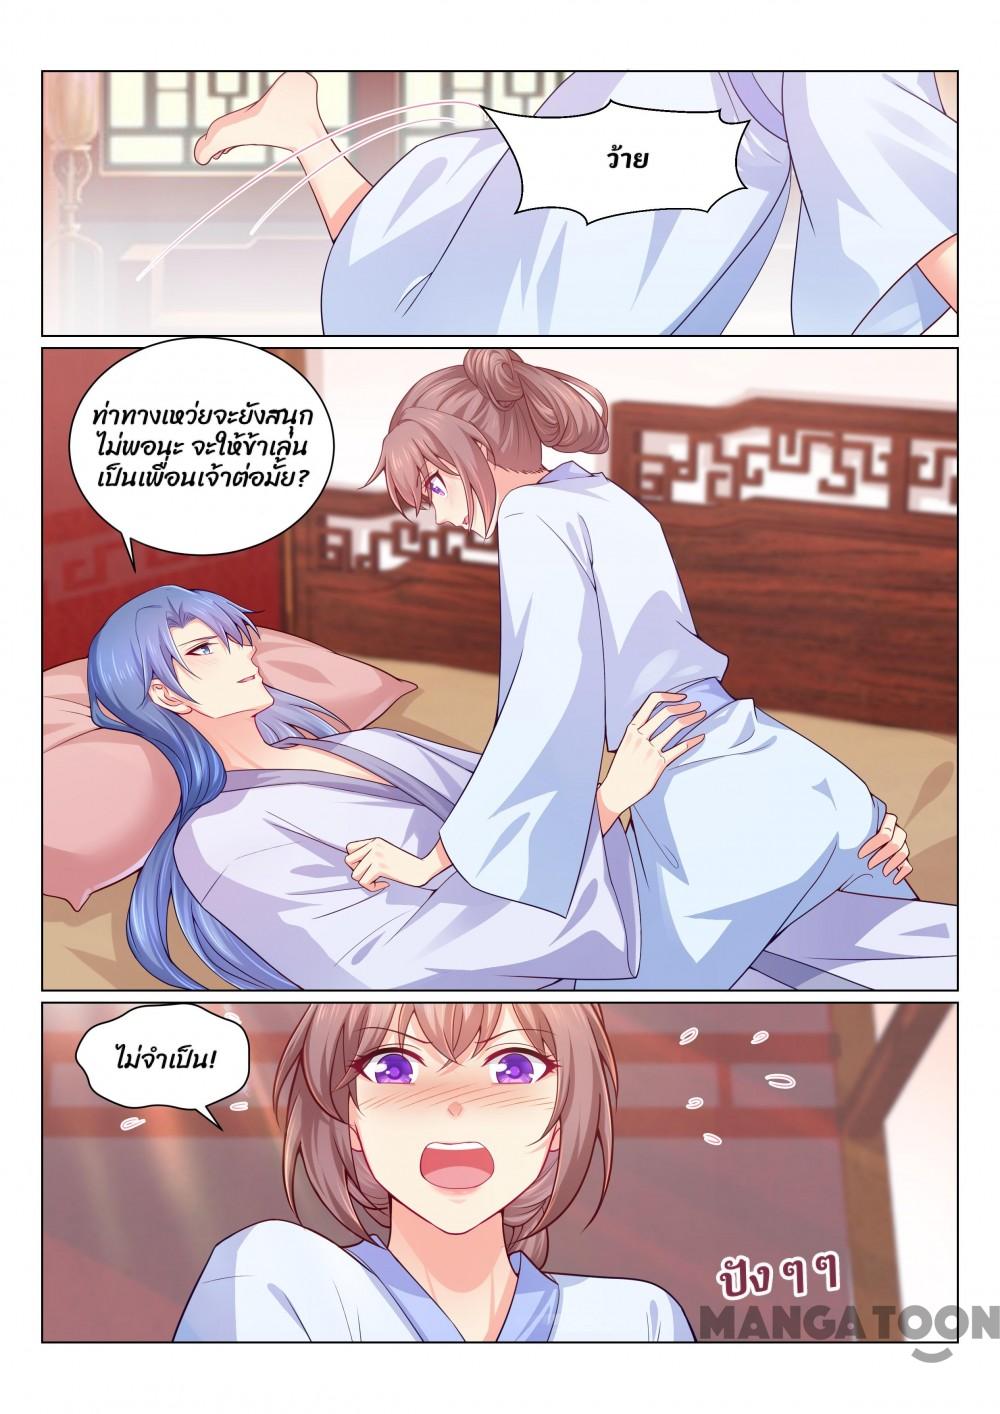 ว้าย
ท่าทางเหว่ยจะยังสนุก
ไม่พอนะ จะให้ข้าเล่น
เป็นเพื่อนเจ้าต่อมั้ย?
ไม่จำเป็น!
ปัง ๆ ๆ
MANGATOON